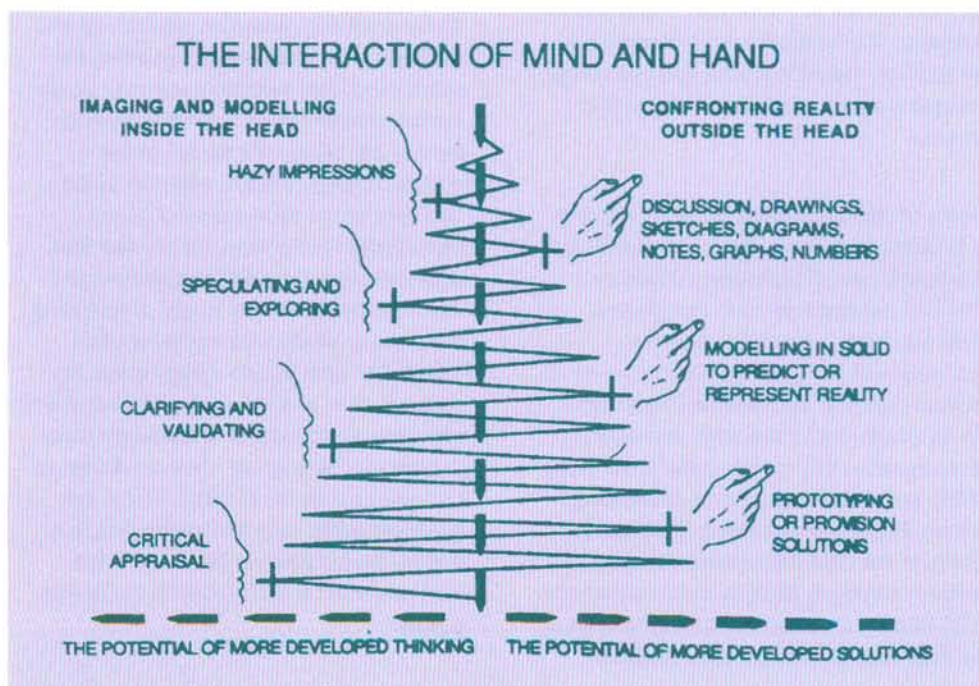 THE INTERACTION OF MIND AND HAND
IMAGING AND MODELLING
INSIDE THE HEAD
CONFRONTING REALITY
OUTSIDE THE HEAD
HAZY IMPRESSIONS
DISCUSSION, DRAWINGS,
SKETCHES, DIAGRAMS,
NOTES, GRAPHS, NUMBERS
SPECULATING AND
EXPLORING
MODELLING IN SOLID
TO PREDICT OR
REPRESENT REALITY
CLARIFYING AND
VALIDATING
PROTOTYPING
OR PROVISION
SOLUTIONS
CRITICAL
APPRAISAL
THE POTENTIAL OF MORE DEVELOPED THINKING
THE POTENTIAL OF MORE DEVELOPED SOLUTIONS